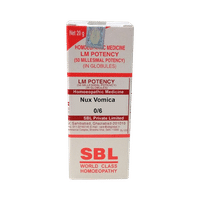 Net 20 g
HOMOEOPATHIC MEDICINE
LM POTENCY
(50 MILLESIMAL POTENCY)
(IN GLOBULES)
LM POTENCY
Homoeopathic Medicine
Nux Vomica
0/6
SBL Private Limited
SBL
WORLD CLASS
HOMOEOPATHY